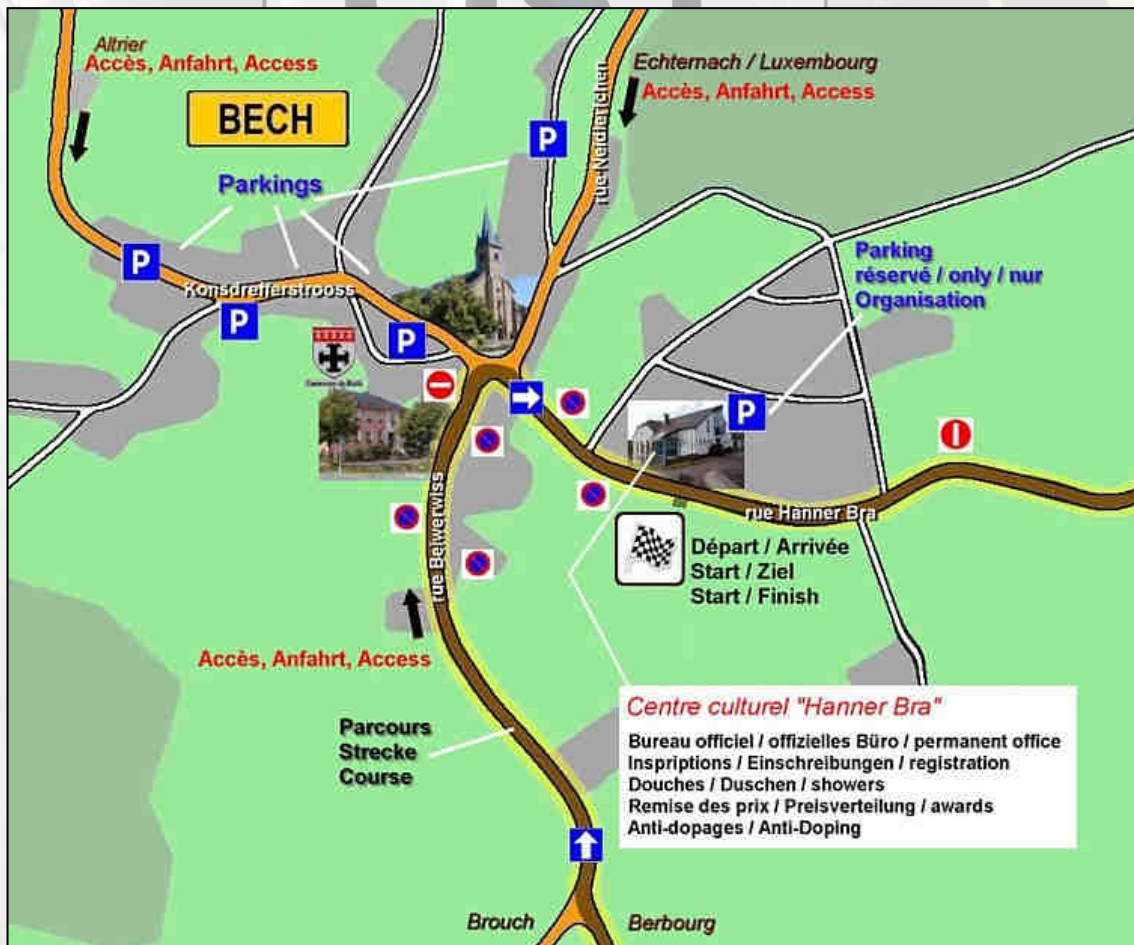 Altrier
Accès, Anfahrt, Access
BECH
Echternach / Luxembourg
Accès, Anfahrt, Access
P
rue Neidierichen
Parkings
P
Konsdrefferstrooss
P
P
Parking
réservé / only / nur
Organisation
P
rue Beiwerwiss
rue Hanner Bra
Départ / Arrivée
Start / Ziel
Start / Finish
Accès, Anfahrt, Access
Parcours
Strecke
Course
Centre culturel "Hanner Bra"
Bureau officiel / offizielles Büro / permanent office
Inspriptions / Einschreibungen / registration
Douches / Duschen / showers
Remise des prix / Preisverteilung / awards
Anti-dopages / Anti-Doping
Brouch
Berbourg